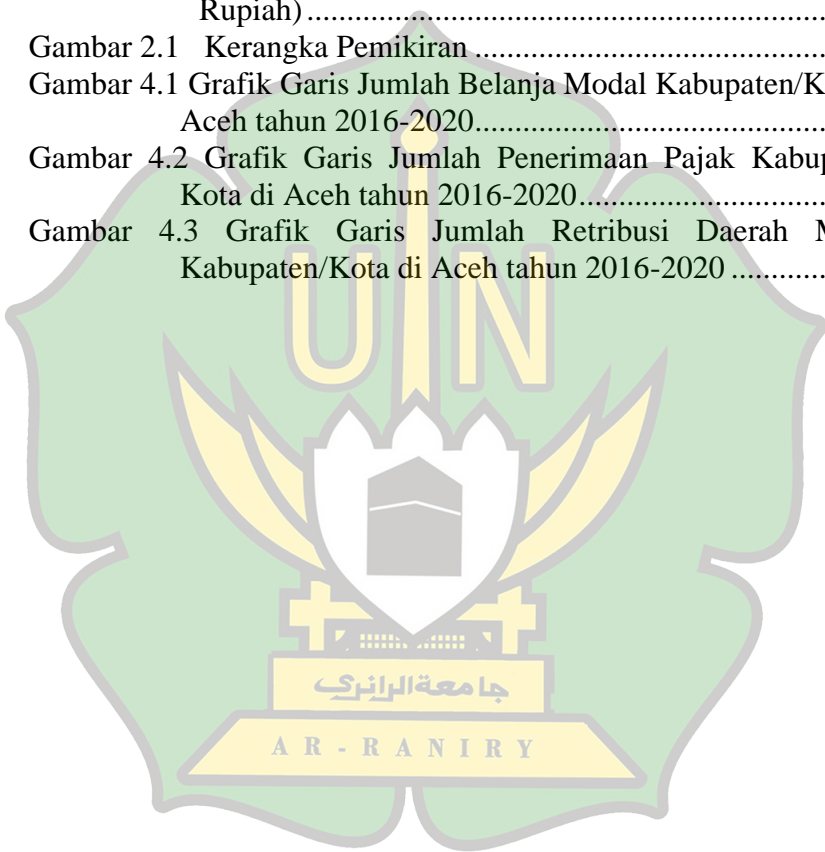 Rupiah)................................................................
Gambar 2.1 Kerangka Pemikiran................................................
Gambar 4.1 Grafik Garis Jumlah Belanja Modal Kabupaten/K
Aceh tahun 2016-2020................................................
Gambar 4.2 Grafik Garis Jumlah Penerimaan Pajak Kabup
Kota di Aceh tahun 2016-2020..................................
Gambar 4.3 Grafik Garis Jumlah Retribusi Daerah M
Kabupaten/Kota di Aceh tahun 2016-2020............
UIN
جامعة الرانري
AR-RANIRY